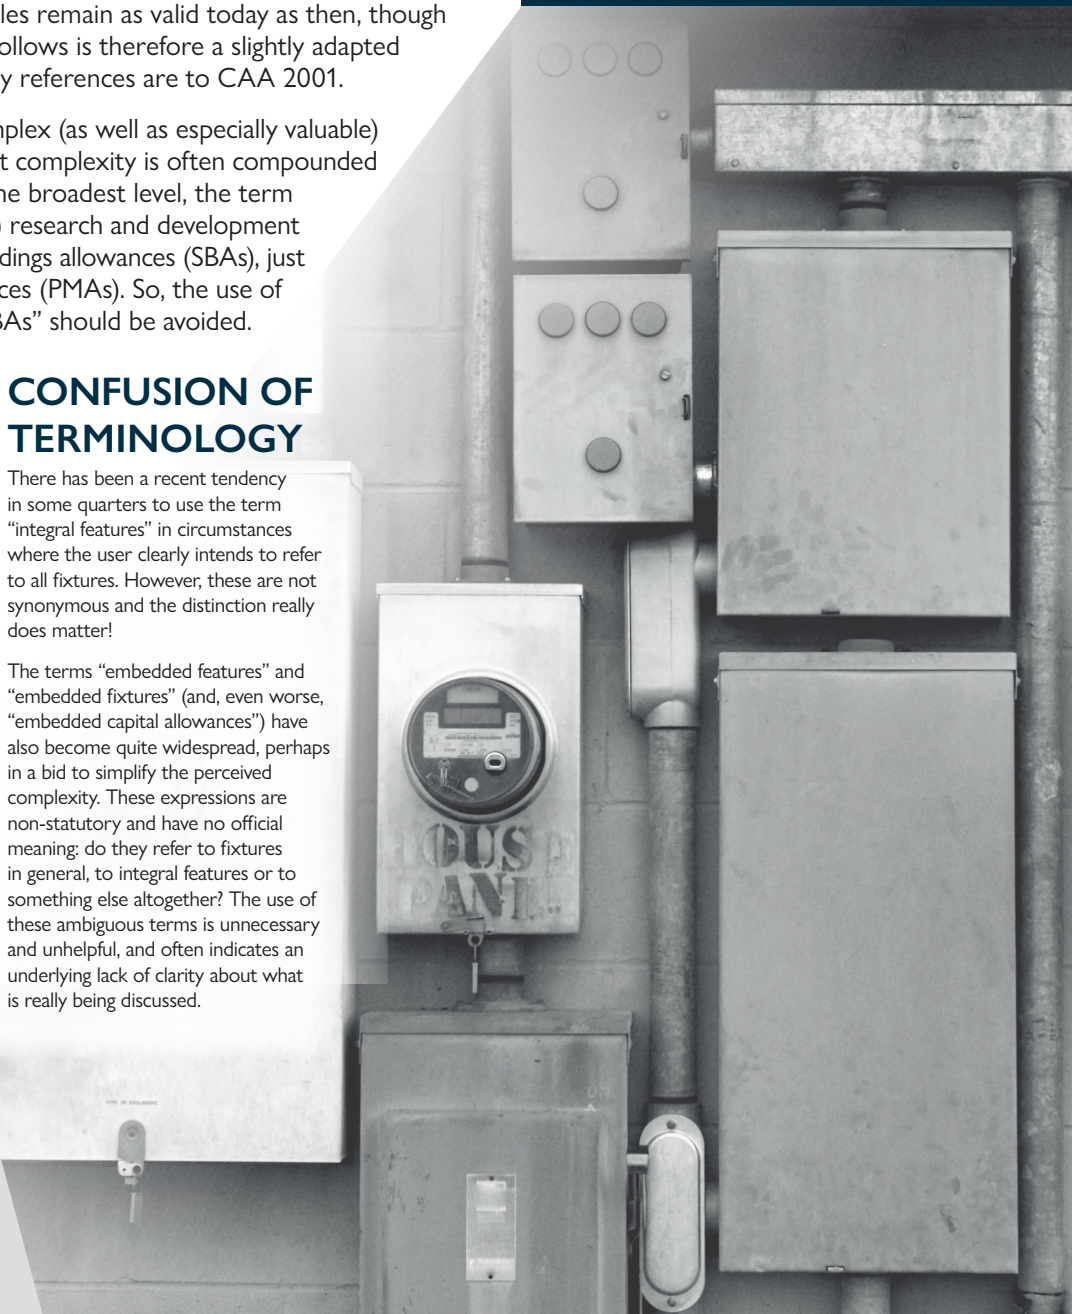 les remain as valid today as then, though
ollows is therefore a slightly adapted
y references are to CAA 2001.
nplex (as well as especially valuable)
t complexity is often compounded
ne broadest level, the term
) research and development
dings allowances (SBAs), just
ces (PMAs). So, the use of
BAs” should be avoided.
CONFUSION OF
TERMINOLOGY
There has been a recent tendency
in some quarters to use the term
“integral features” in circumstances
where the user clearly intends to refer
to all fixtures. However, these are not
synonymous and the distinction really
does matter!
The terms “embedded features” and
“embedded fixtures” (and, even worse,
“embedded capital allowances”) have
also become quite widespread, perhaps
in a bid to simplify the perceived
complexity. These expressions are
non-statutory and have no official
meaning: do they refer to fixtures
in general, to integral features or to
something else altogether? The use of
these ambiguous terms is unnecessary
and unhelpful, and often indicates an
underlying lack of clarity about what
is really being discussed.
HOUSE
PANEL